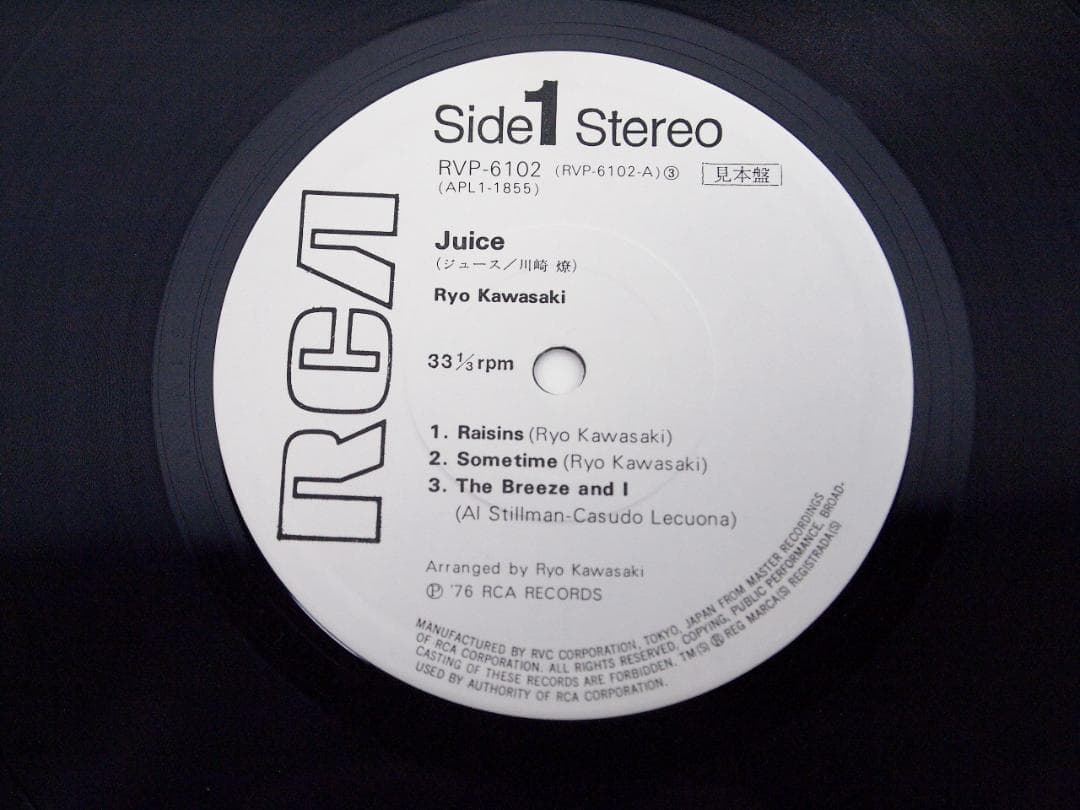 Side 1 Stereo
RVP-6102 (RVP-6102-A)③ 見本盤
(APL1-1855)
Juice
(ジュース/川崎 燎)
Ryo Kawasaki
33⅓rpm
1. Raisins (Ryo Kawasaki)
2. Sometime (Ryo Kawasaki)
3. The Breeze and I
(Al Stillman-Casudo Lecuona)
Arranged by Ryo Kawasaki
Ⓟ '76 RCA RECORDS
MANUFACTURED BY RVC CORPORATION, TOKYO, JAPAN FROM MASTER RECORDINGS
OF RCA CORPORATION. ALL RIGHTS RESERVED, COPYING, PUBLIC PERFORMANCE, BROAD-
CASTING OF THESE RECORDS ARE FORBIDDEN. TM(S) ® REG MARCA(S) REGISTRADA(S)
USED BY AUTHORITY OF RCA CORPORATION.
RCA